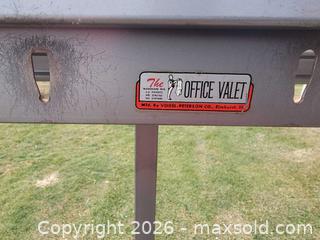 The
OFFICE VALET
Mfd. By VOGEL-PETERSON CO., Elmhurst, Ill.
Copyright 2026 - maxsold.com